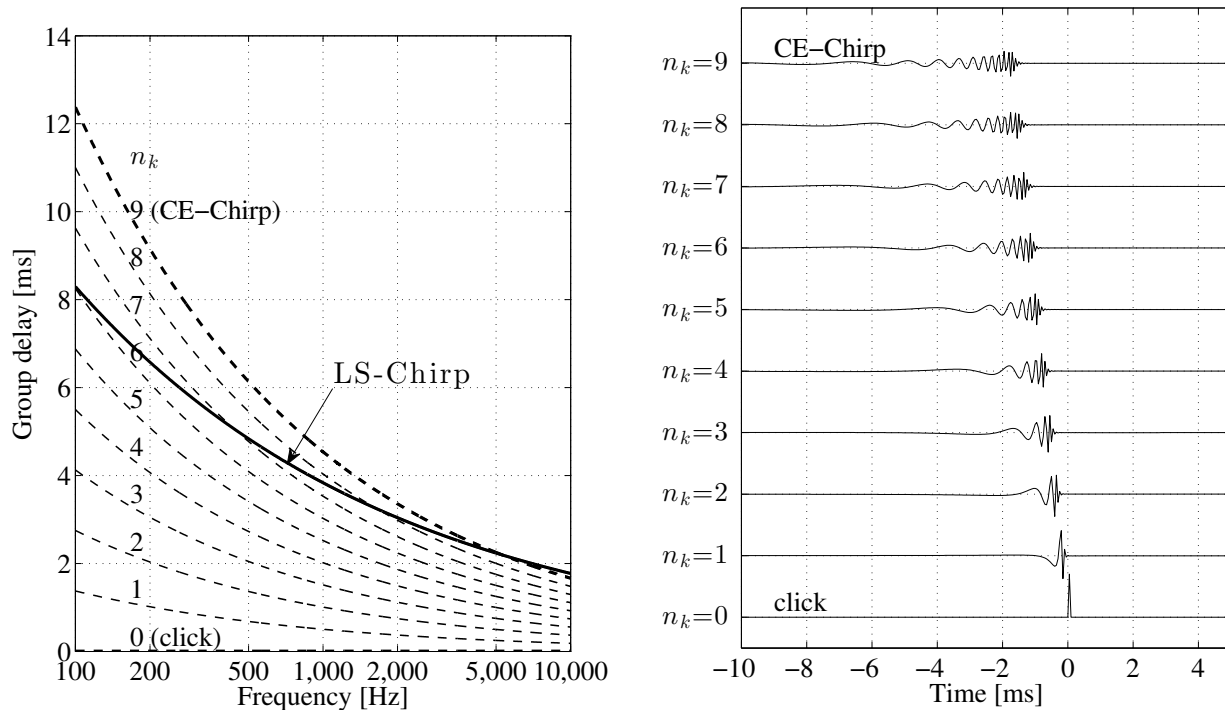 14
12
10
8
6
4
2
0
Group delay [ms]
n_k
9 (CE−Chirp)
8
7
6
5
4
3
2
1
0 (click)
LS-Chirp
100
200
500
1,000
2,000
5,000
10,000
Frequency [Hz]
CE−Chirp
n_k=9
n_k=8
n_k=7
n_k=6
n_k=5
n_k=4
n_k=3
n_k=2
n_k=1
n_k=0
click
−10
−8
−6
−4
−2
0
2
4
Time [ms]